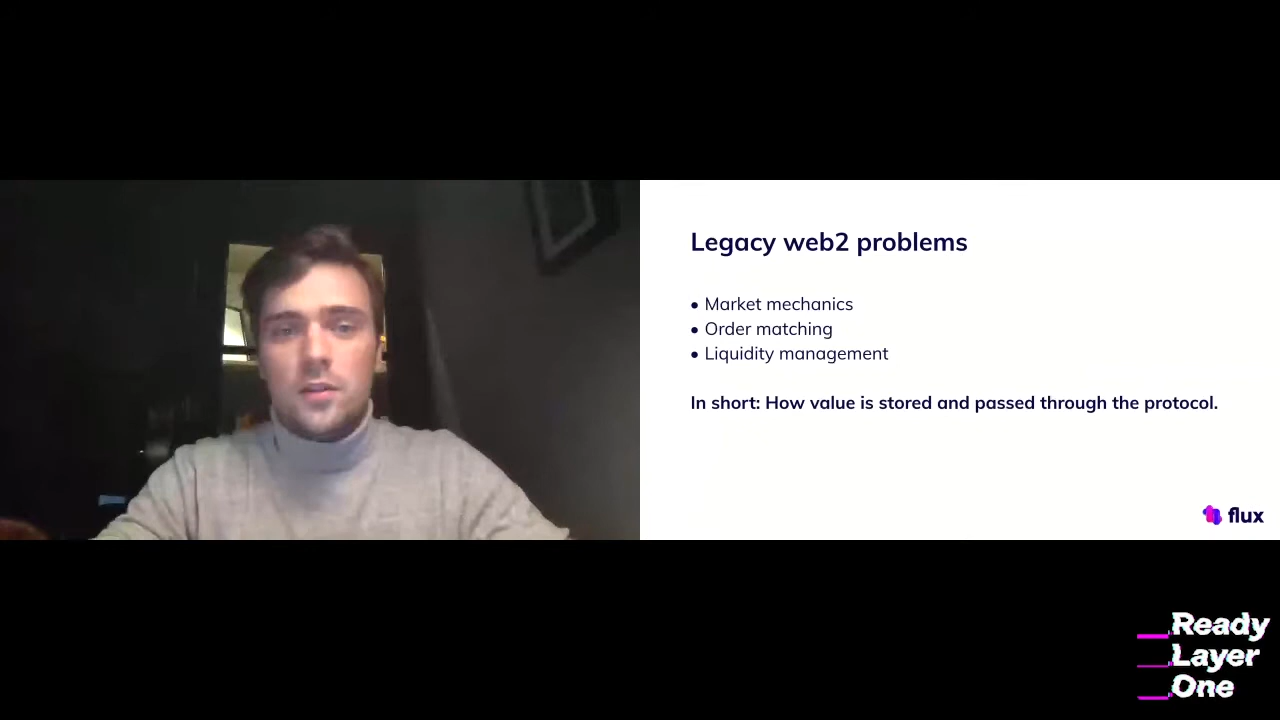 Legacy web2 problems
• Market mechanics
• Order matching
• Liquidity management
In short: How value is stored and passed through the protocol.
flux
Ready
Layer
One